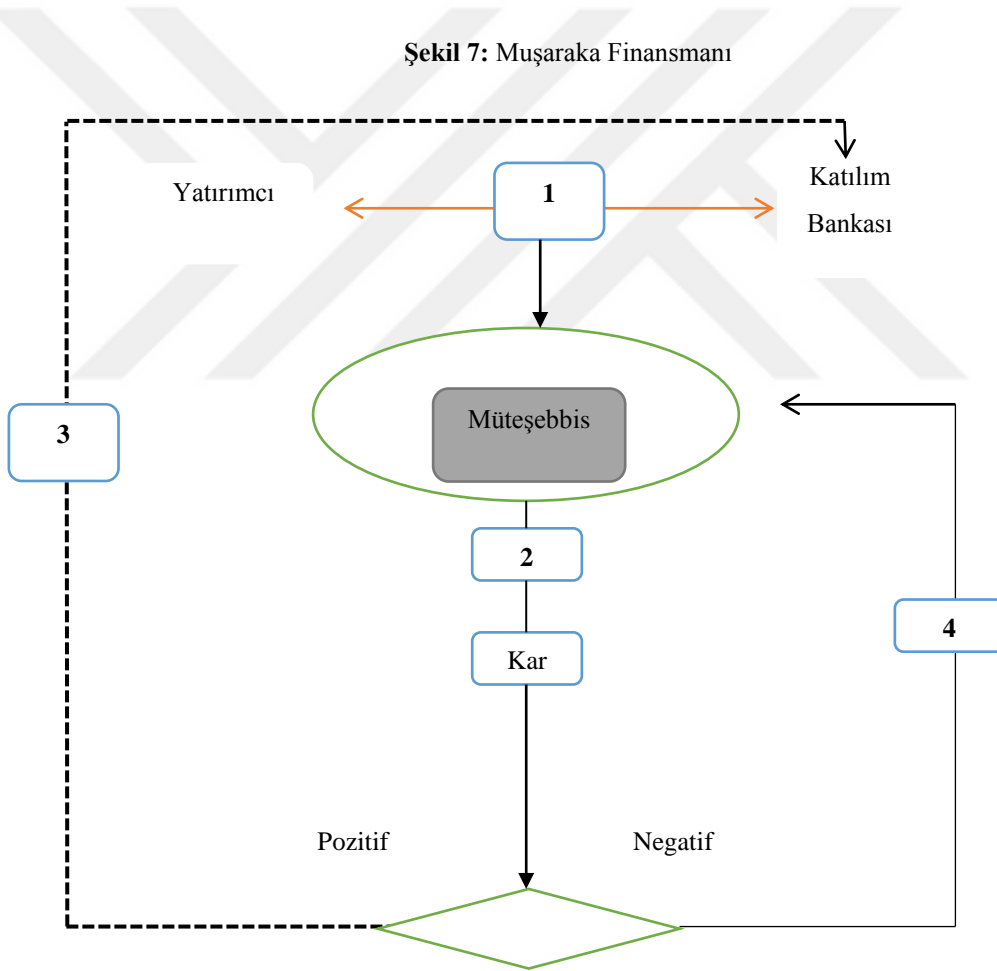 Şekil 7: Muşaraka Finansmanı
Yatırımcı
1
Katılım
Bankası
Müteşebbis
3
2
4
Kar
Pozitif
Negatif